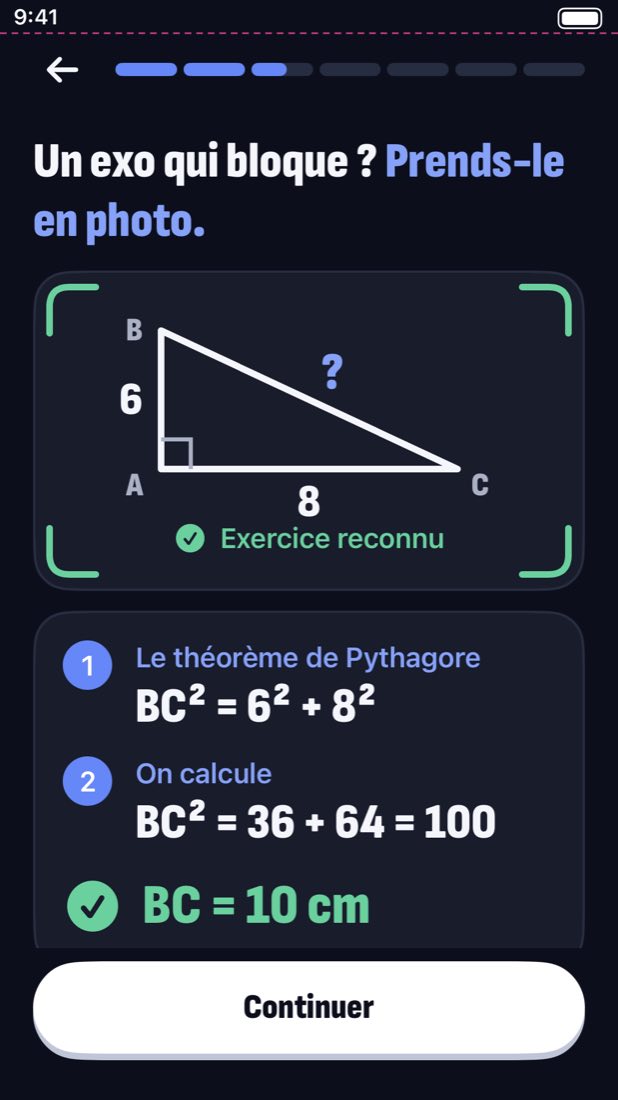 9:41
Un exo qui bloque ? Prends-le
en photo.
B
?
6
A
C
8
Exercice reconnu
1
Le théorème de Pythagore
BC² = 6² + 8²
2
On calcule
BC² = 36 + 64 = 100
BC = 10 cm
Continuer